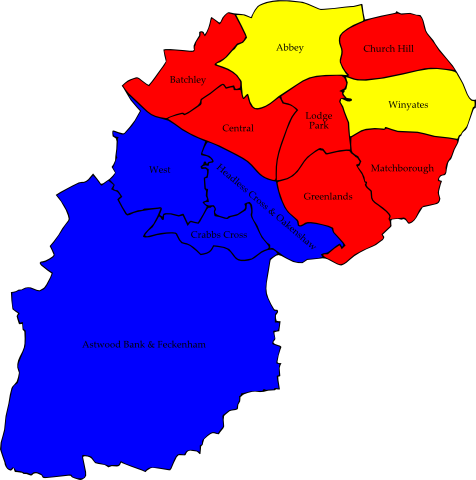 Abbey
Church Hill
Batchley
Winyates
Lodge
Park
Central
West
Matchborough
Headless Cross & Oakenshaw
Greenlands
Crabbs Cross
Astwood Bank & Feckenham